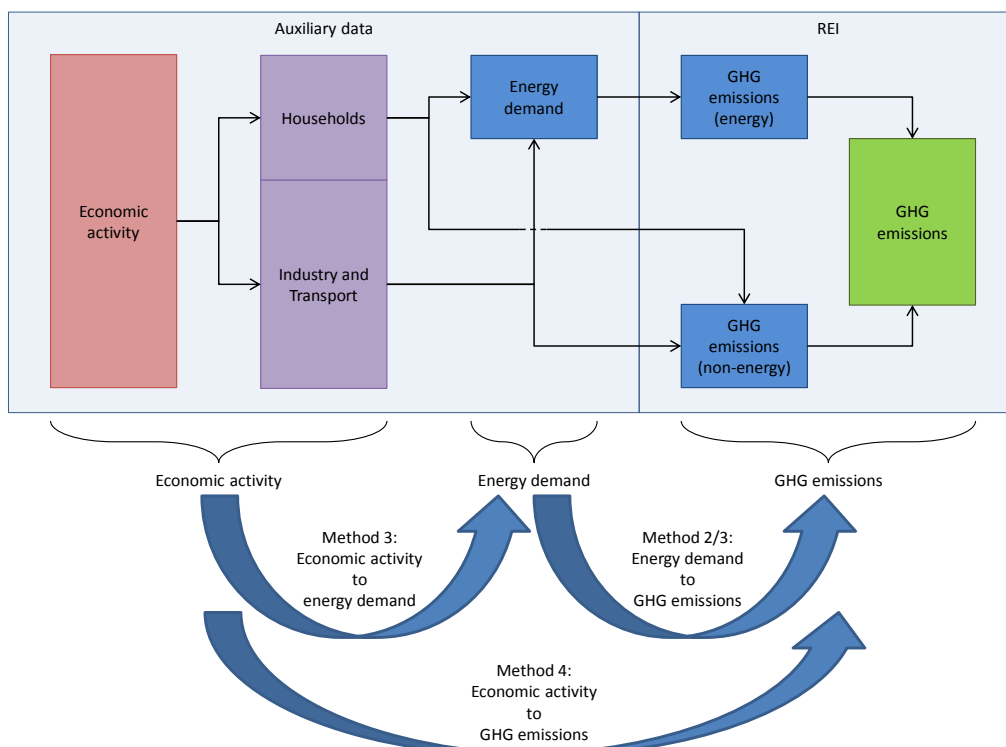 Auxiliary data
REI
Economic
activity
Households
Industry and
Transport
Energy
demand
GHG
emissions
(energy)
GHG
emissions
(non-energy)
GHG
emissions
Economic activity
Energy demand
GHG emissions
Method 3:
Economic activity
to
energy demand
Method 2/3:
Energy demand
to
GHG emissions
Method 4:
Economic activity
to
GHG emissions